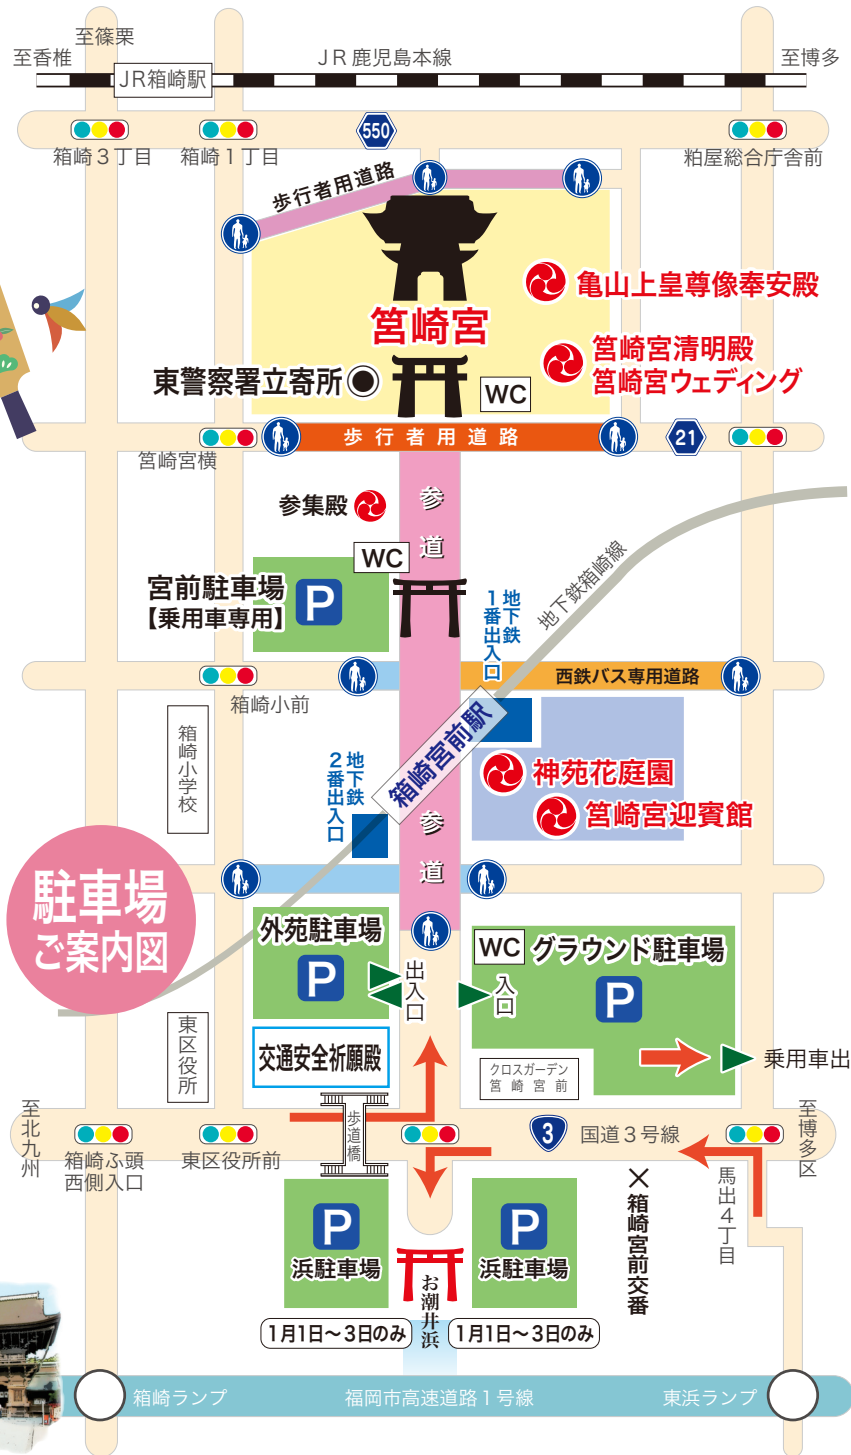 至篠栗
至香椎
JR鹿児島本線
至博多
JR箱崎駅
550
箱崎3丁目
箱崎1丁目
粕屋総合庁舎前
歩行者用道路
亀山上皇尊像奉安殿
筥崎宮
筥崎宮清明殿
筥崎宮ウェディング
東警察署立寄所
WC
歩行者用道路
21
筥崎宮横
参集殿
参道
WC
宮前駐車場
【乗用車専用】
P
地下鉄
1番出入口
地下鉄箱崎線
西鉄バス専用道路
箱崎小前
箱崎小学校
箱崎宮前駅
地下鉄
2番出入口
神苑花庭園
筥崎宮迎賓館
参道
駐車場
ご案内図
外苑駐車場
P
出入口
WC
グラウンド駐車場
入口
P
東区役所
交通安全祈願殿
クロスガーデン
筥崎宮前
乗用車出
至北九州
歩道橋
3
国道3号線
至博多区
箱崎ふ頭
西側入口
東区役所前
馬出4丁目
×箱崎宮前交番
P
浜駐車場
P
浜駐車場
お潮井浜
1月1日～3日のみ
1月1日～3日のみ
箱崎ランプ
福岡市高速道路1号線
東浜ランプ